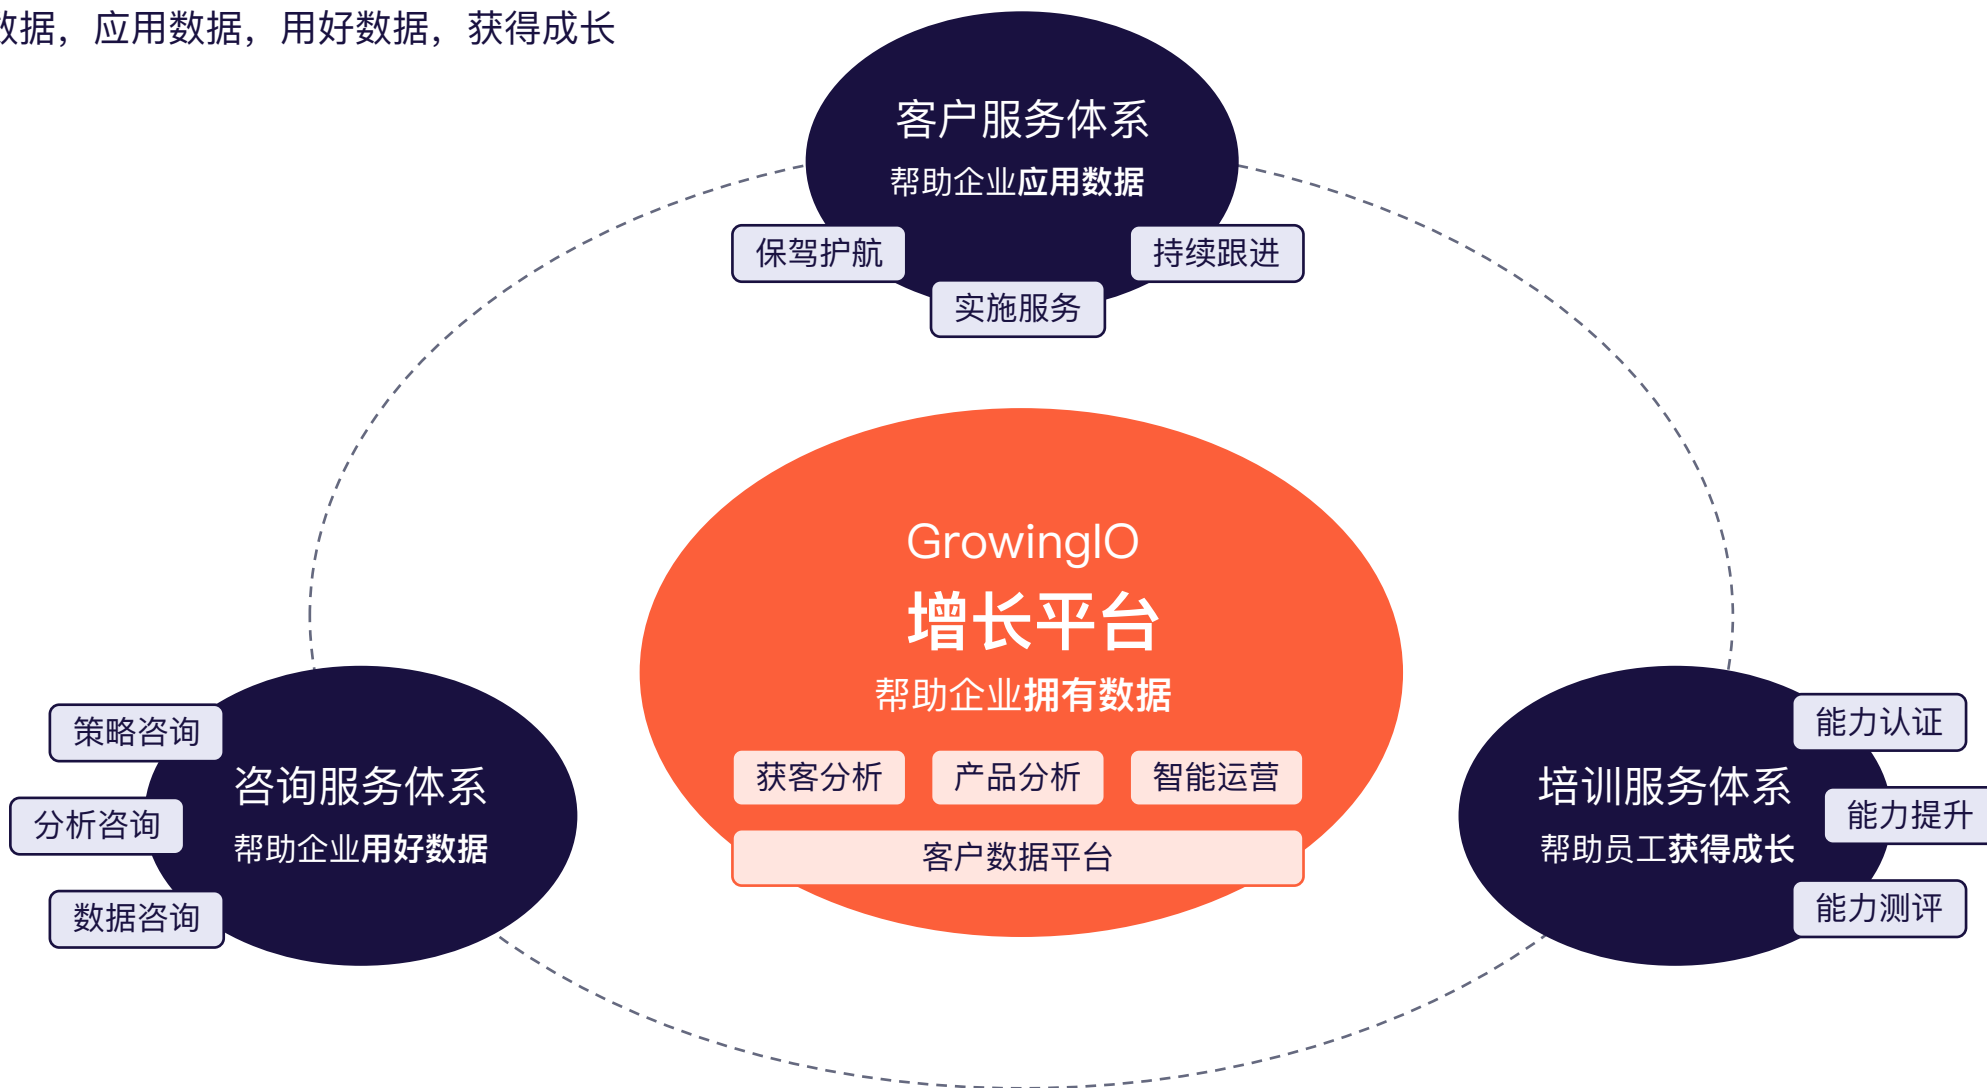 数据，应用数据，用好数据，获得成长
客户服务体系
帮助企业应用数据
保驾护航
持续跟进
实施服务
GrowingIO
增长平台
帮助企业拥有数据
获客分析
产品分析
智能运营
客户数据平台
策略咨询
分析咨询
数据咨询
咨询服务体系
帮助企业用好数据
培训服务体系
帮助员工获得成长
能力认证
能力提升
能力测评